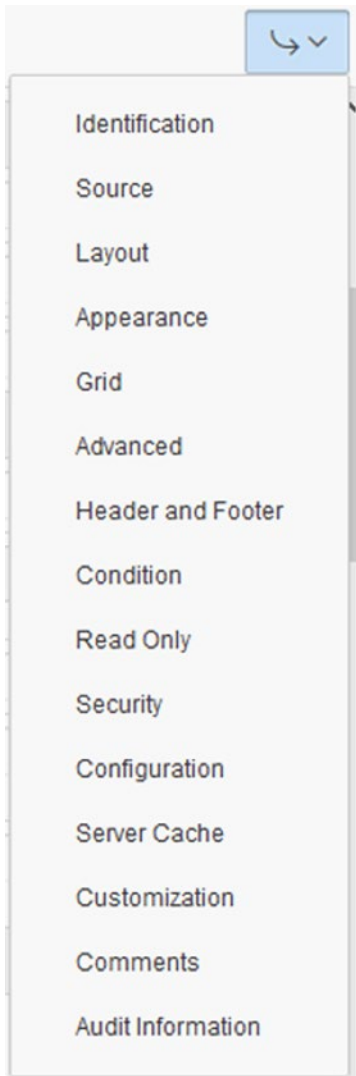 Identification
Source
Layout
Appearance
Grid
Advanced
Header and Footer
Condition
Read Only
Security
Configuration
Server Cache
Customization
Comments
Audit Information